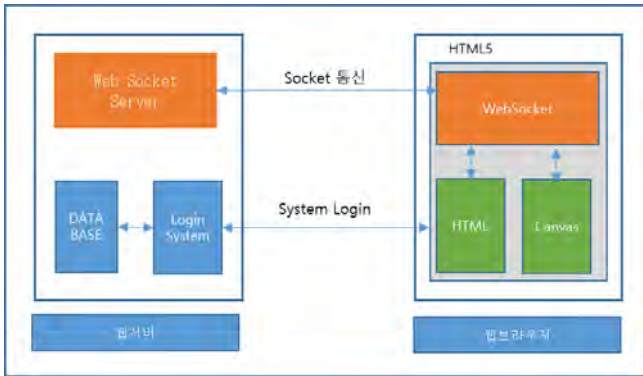 HTML5
Web Socket
Server
Socket 통신
WebSocket
DATA
BASE
Login
System
System Login
HTML
Canvas
웹서버
웹브라우저